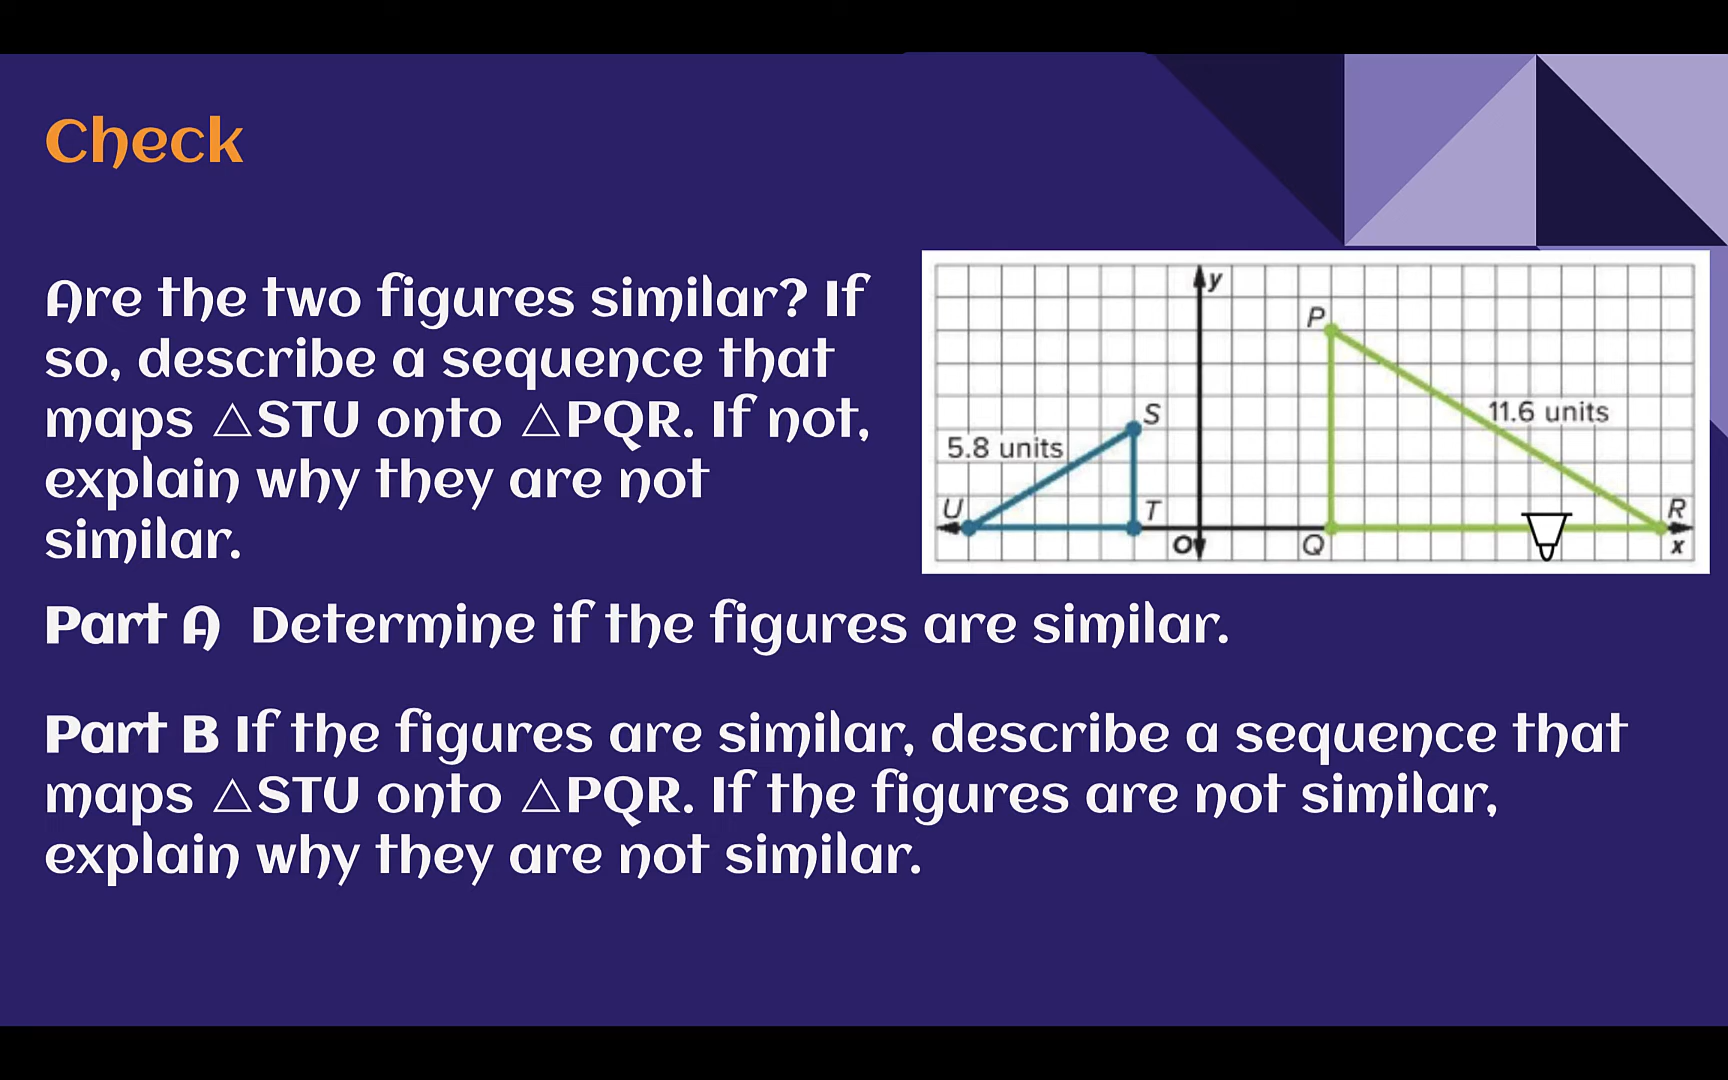 Check
Are the two figures similar? If
so, describe a sequence that
maps △STU onto △PQR. If not,
explain why they are not
similar.
y
P
11.6 units
S
5.8 units
U
T
R
O
Q
x
Part A Determine if the figures are similar.
Part B If the figures are similar, describe a sequence that
maps △STU onto △PQR. If the figures are not similar,
explain why they are not similar.